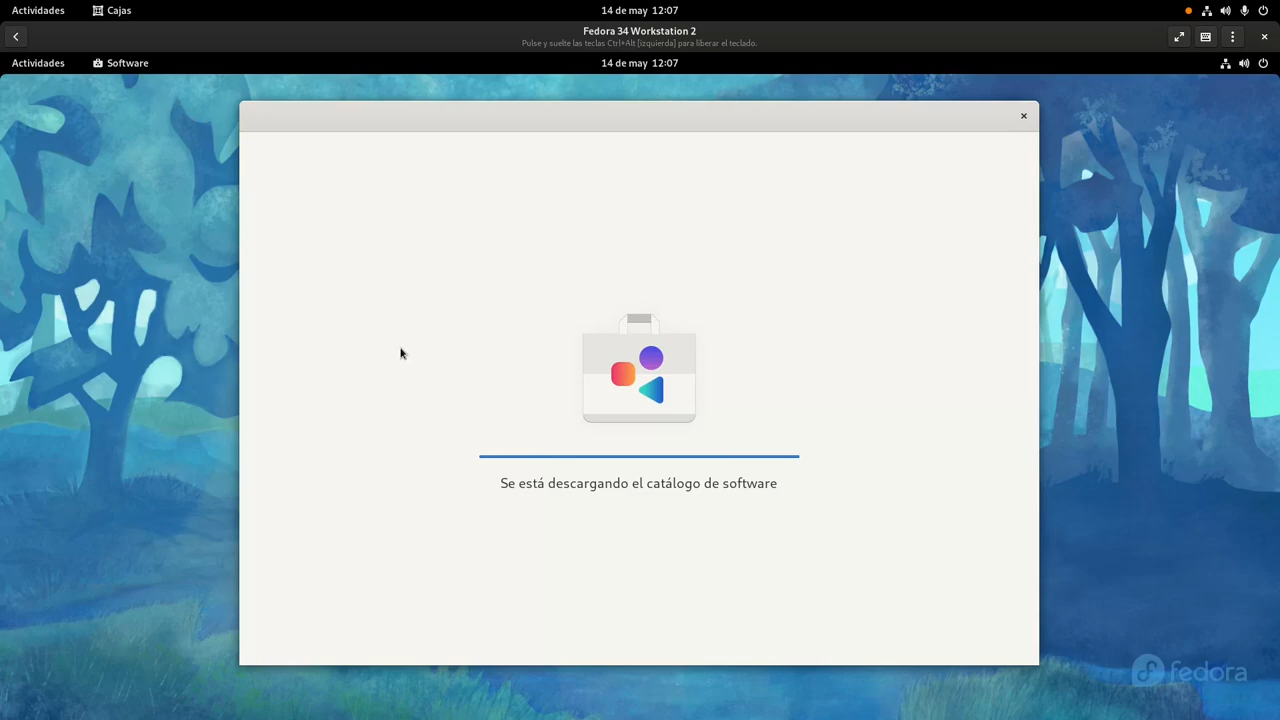 Actividades Cajas 14 de may 12:07
Fedora 34 Workstation 2
Pulse y suelte las teclas Ctrl+Alt [izquierda] para liberar el teclado.
Actividades Software 14 de may 12:07
Se está descargando el catálogo de software
fedora